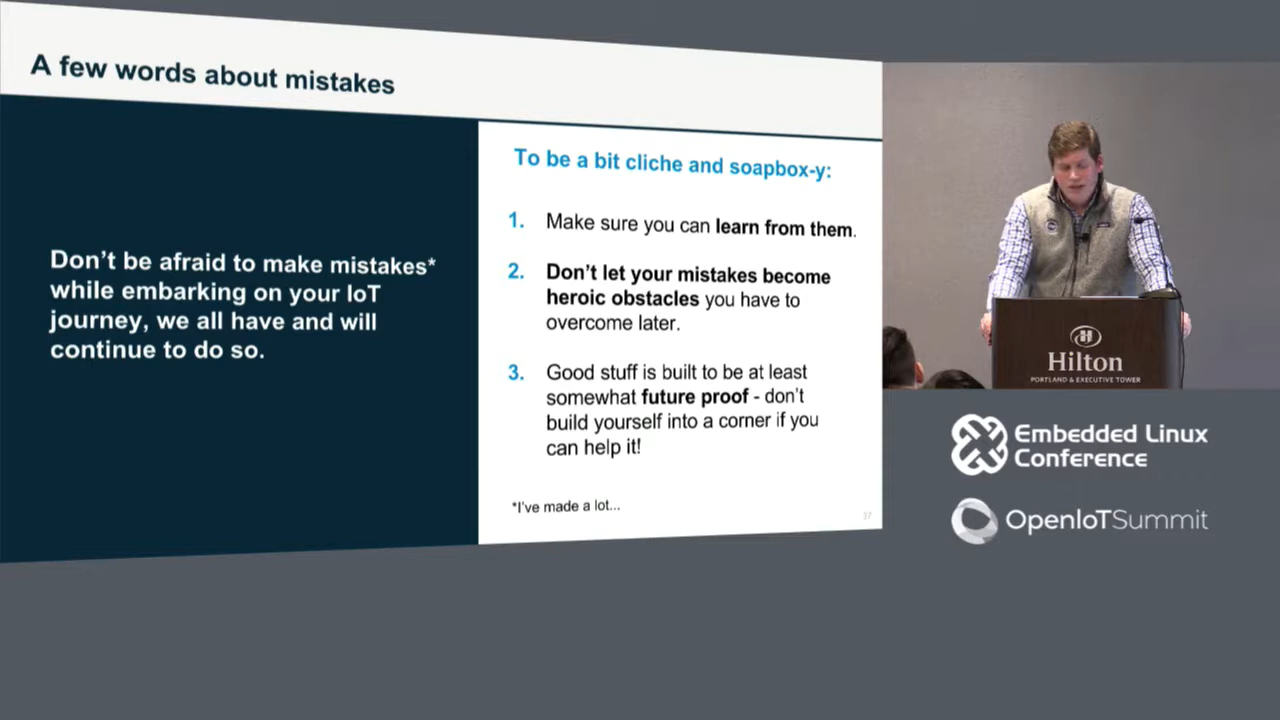 A few words about mistakes
Don’t be afraid to make mistakes*
while embarking on your IoT
journey, we all have and will
continue to do so.
To be a bit cliche and soapbox-y:
1. Make sure you can learn from them.
2. Don’t let your mistakes become
heroic obstacles you have to
overcome later.
3. Good stuff is built to be at least
somewhat future proof - don’t
build yourself into a corner if you
can help it!
*I’ve made a lot...
37
Hilton
PORTLAND & EXECUTIVE TOWER
Embedded Linux
Conference
OpenIoTSummit